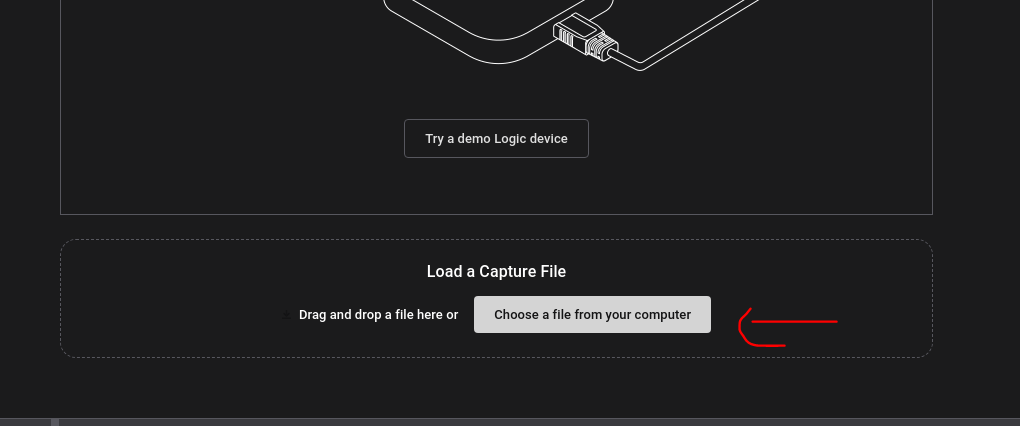 Try a demo Logic device
Load a Capture File
Drag and drop a file here or Choose a file from your computer